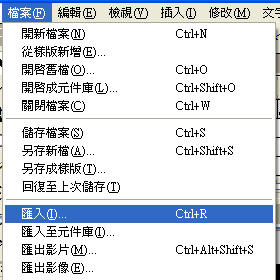 檔案(F) 編輯(E) 檢視(V) 插入(I) 修改(M) 文字
開新檔案(N) Ctrl+N
從樣版新增(E)...
開啟舊檔(O)... Ctrl+O
開啟成元件庫(L)... Ctrl+Shift+O
關閉檔案(C) Ctrl+W
儲存檔案(S) Ctrl+S
另存新檔(A)... Ctrl+Shift+S
另存成樣版(T)...
回復至上次儲存(T)
匯入(I)... Ctrl+R
匯入至元件庫(I)...
匯出影片(M)... Ctrl+Alt+Shift+S
匯出影像(E)...